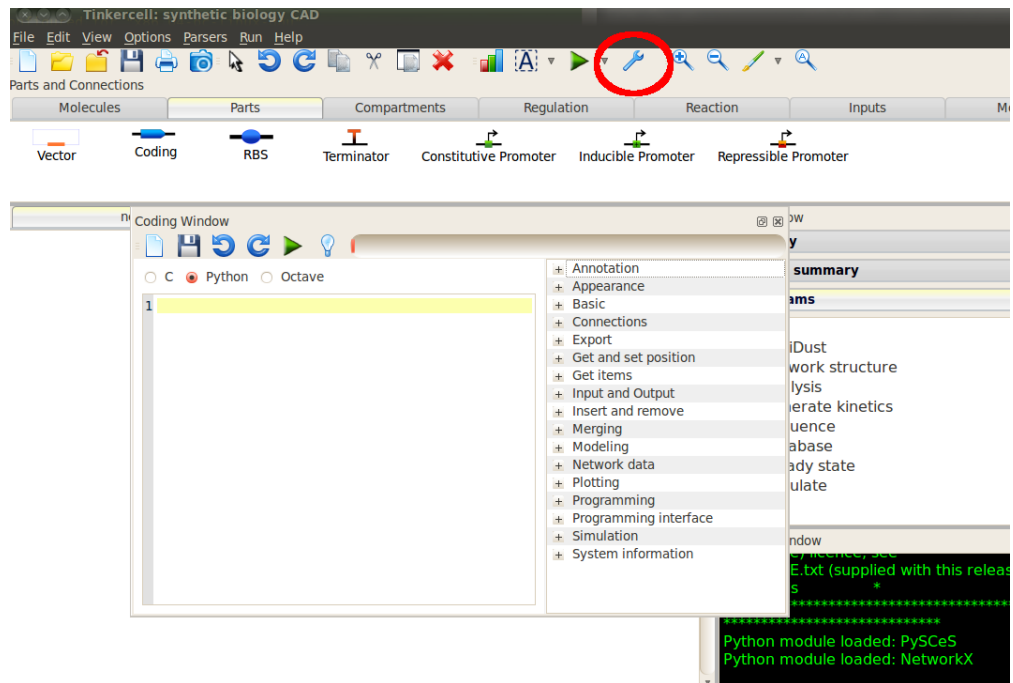 Tinkercell: synthetic biology CAD
File Edit View Options Parsers Run Help
Parts and Connections
Molecules Parts Compartments Regulation Reaction Inputs M
Vector Coding RBS Terminator Constitutive Promoter Inducible Promoter Repressible Promoter
Coding Window
C Python Octave
1
Annotation
Appearance
Basic
Connections
Export
Get and set position
Get items
Input and Output
Insert and remove
Merging
Modeling
Network data
Plotting
Programming
Programming interface
Simulation
System information
ow
y
summary
ams
iDust
work structure
lysis
nerate kinetics
uence
abase
ady state
ulate
ndow
E.txt (supplied with this releas
s *
*****************************
Python module loaded: PySCeS
Python module loaded: NetworkX